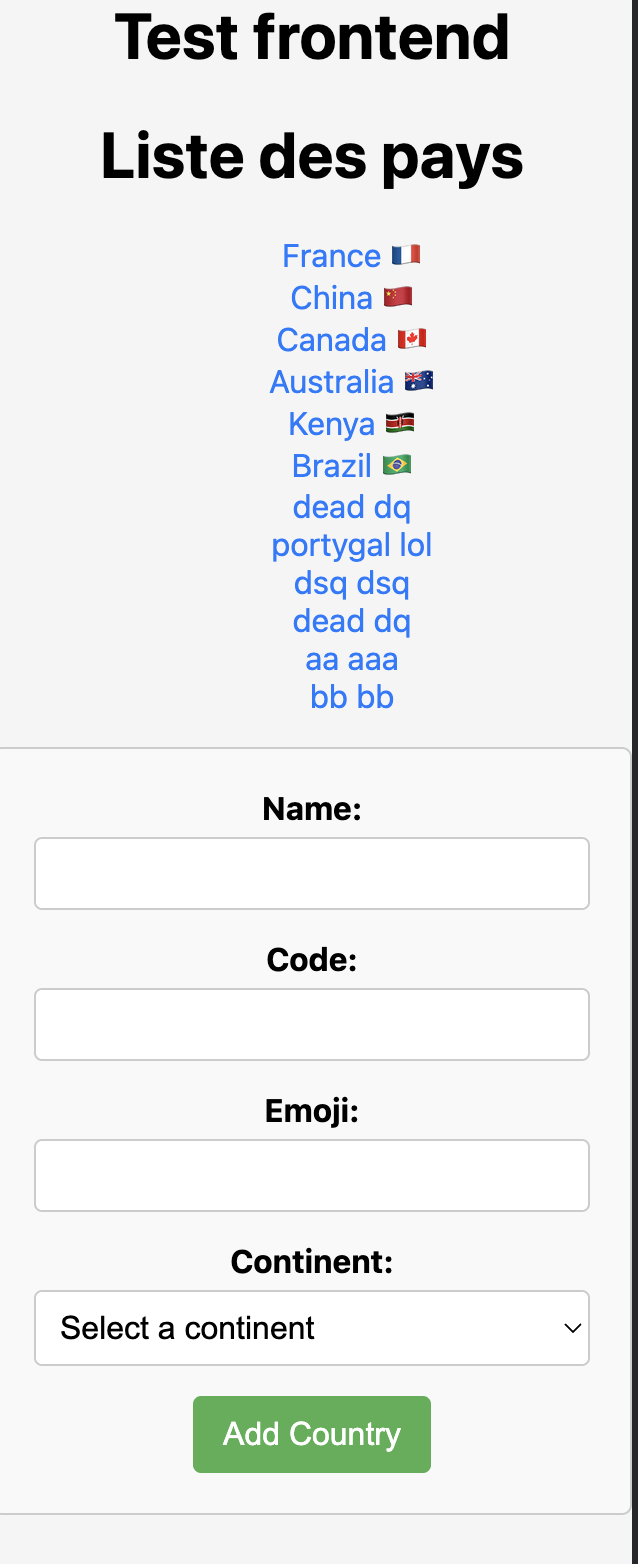 Test frontend
Liste des pays
France 🇫🇷
China 🇨🇳
Canada 🇨🇦
Australia 🇦🇺
Kenya 🇰🇪
Brazil 🇧🇷
dead dq
portygal lol
dsq dsq
dead dq
aa aaa
bb bb
Name:
Code:
Emoji:
Continent:
Select a continent
Add Country